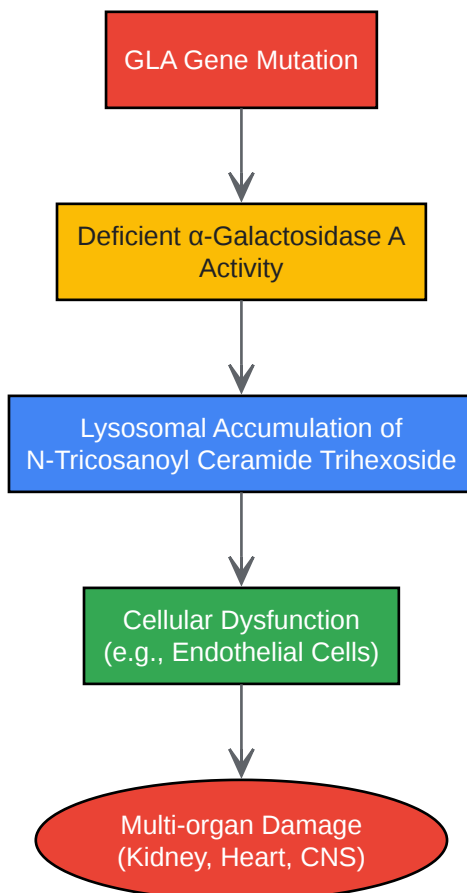 GLA Gene Mutation
Deficient α-Galactosidase A
Activity
Lysosomal Accumulation of
N-Tricosanoyl Ceramide Trihexoside
Cellular Dysfunction
(e.g., Endothelial Cells)
Multi-organ Damage
(Kidney, Heart, CNS)